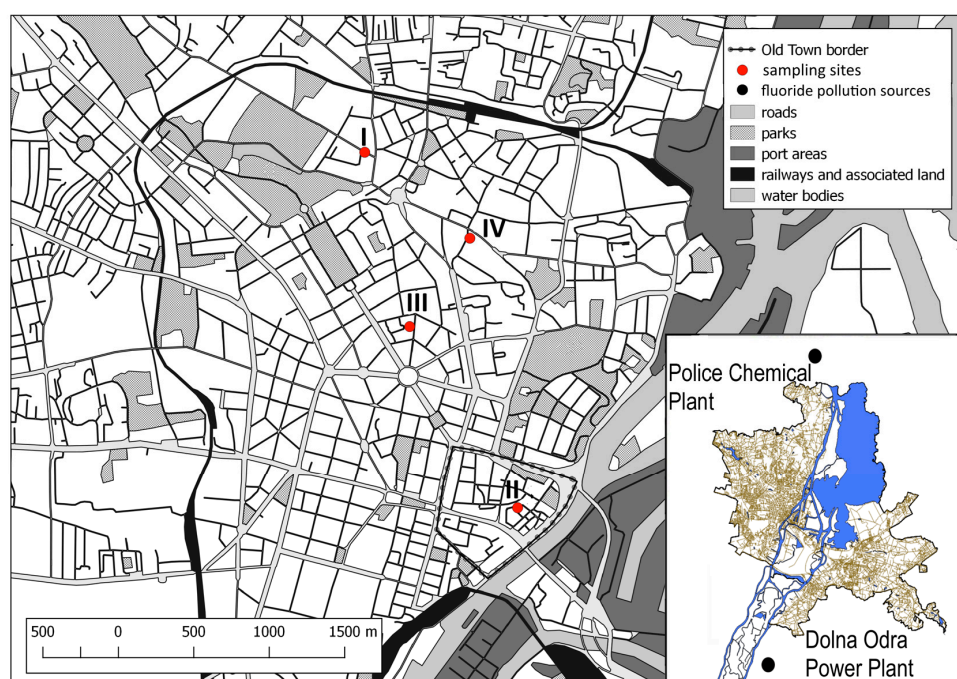 Old Town border
sampling sites
fluoride pollution sources
roads
parks
port areas
railways and associated land
water bodies
I
IV
III
II
Police Chemical
Plant
Dolna Odra
Power Plant
500 0 500 1000 1500 m